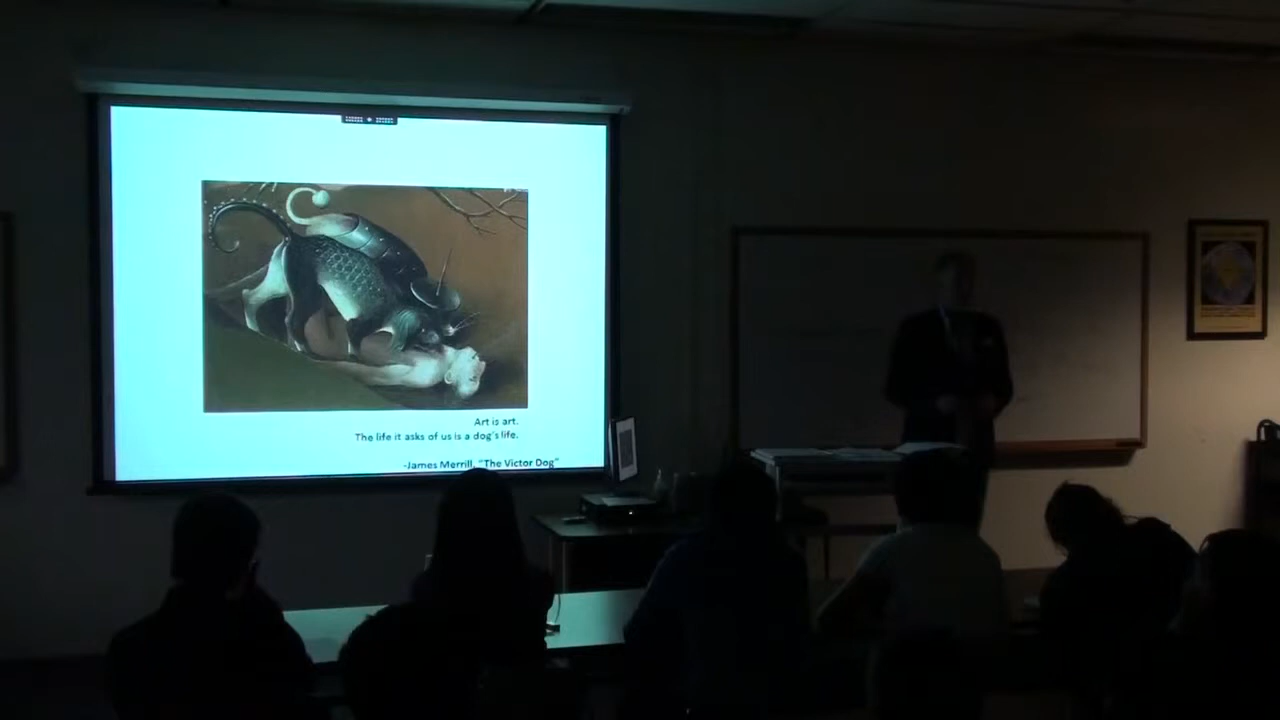 Art is art.
The life it asks of us is a dog's life.
-James Merrill, "The Victor Dog"